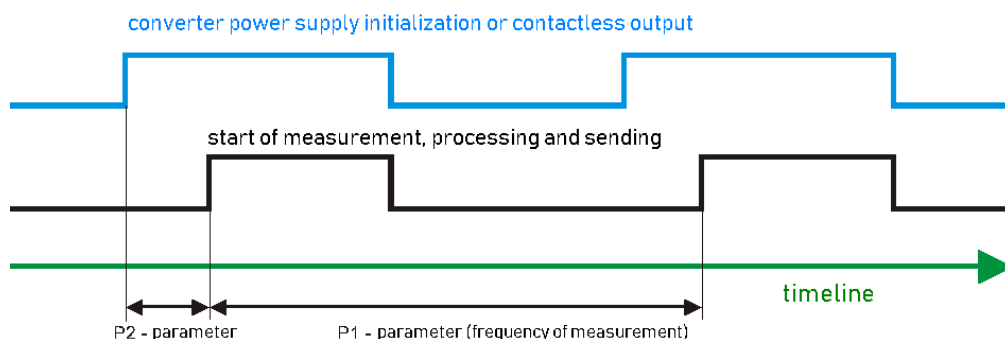 converter power supply initialization or contactless output
start of measurement, processing and sending
timeline
P2 - parameter
P1 - parameter (frequency of measurement)